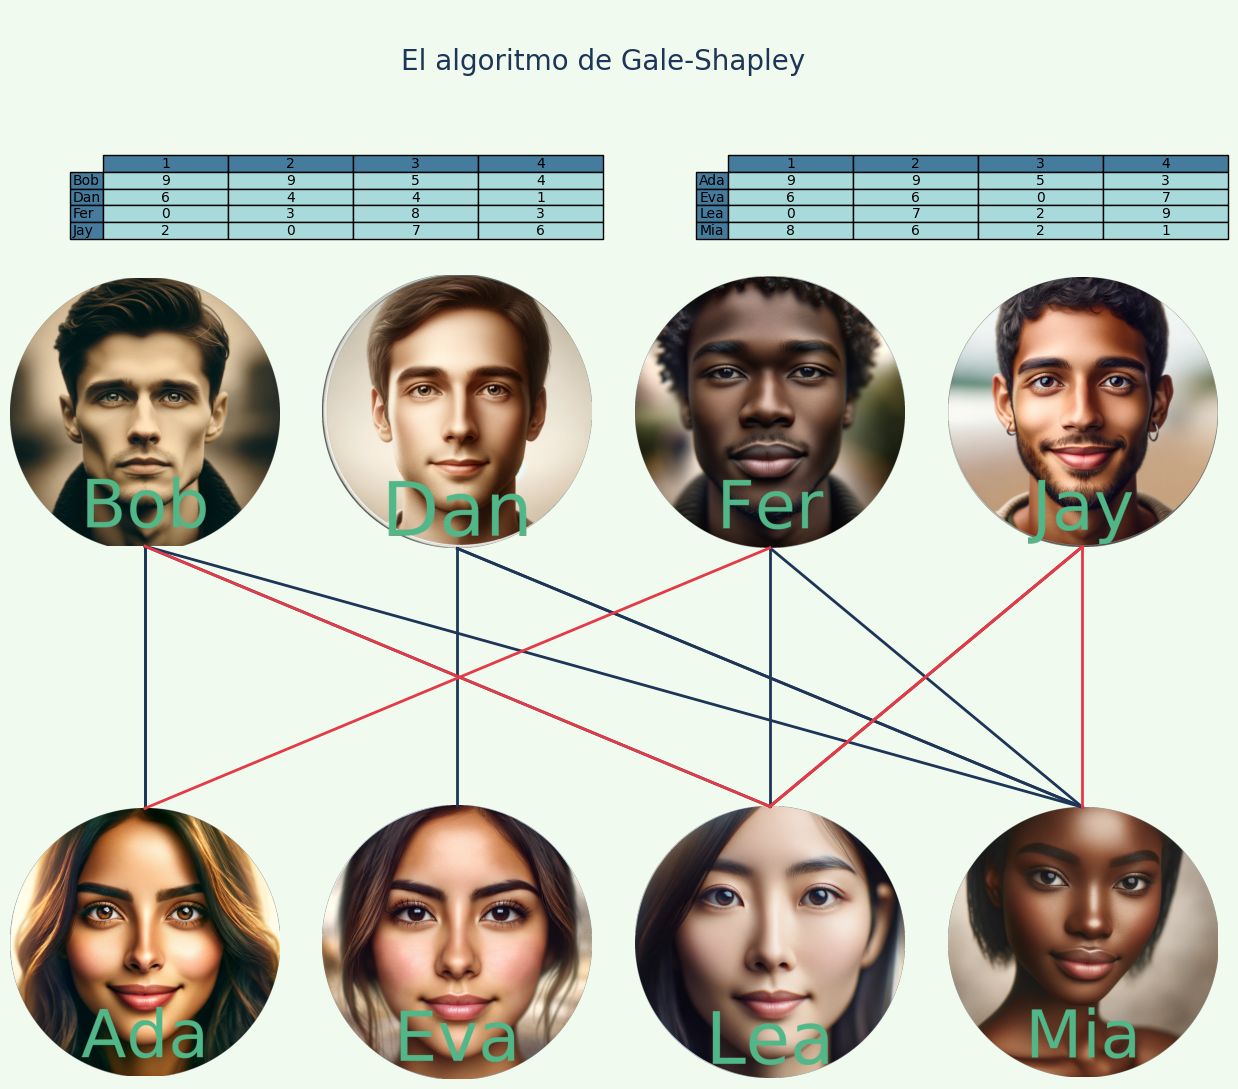 El algoritmo de Gale-Shapley
1 2 3 4
Bob 9 9 5 4
Dan 6 4 4 1
Fer 0 3 8 3
Jay 2 0 7 6
1 2 3 4
Ada 9 9 5 3
Eva 6 6 0 7
Lea 0 7 2 9
Mia 8 6 2 1
Bob Dan Fer Jay
Ada Eva Lea Mia